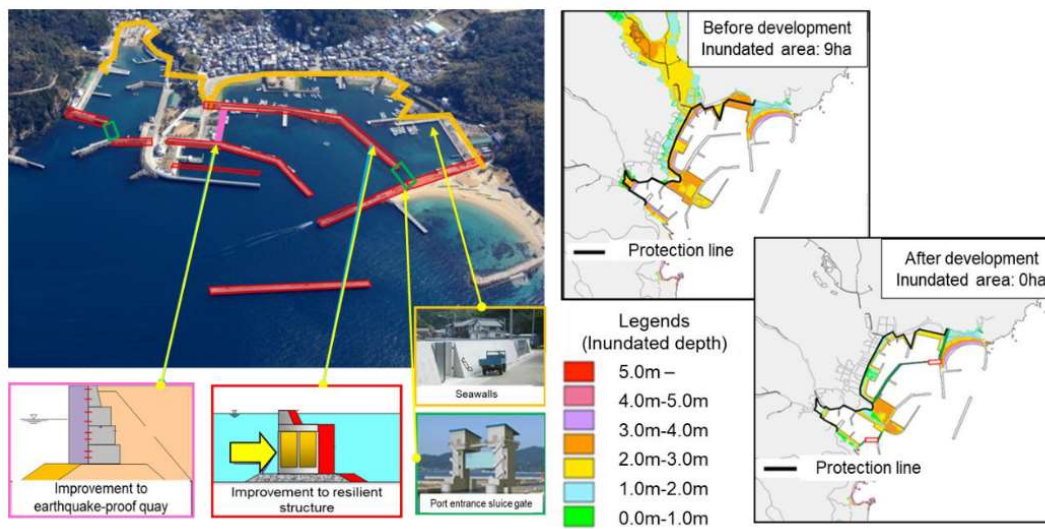 Before development
Inundated area: 9ha
Protection line
After development
Inundated area: 0ha
Protection line
Legends
(Inundated depth)
5.0m –
4.0m-5.0m
3.0m-4.0m
2.0m-3.0m
1.0m-2.0m
0.0m-1.0m
Seawalls
Port entrance sluice gate
Improvement to
earthquake-proof quay
Improvement to resilient
structure